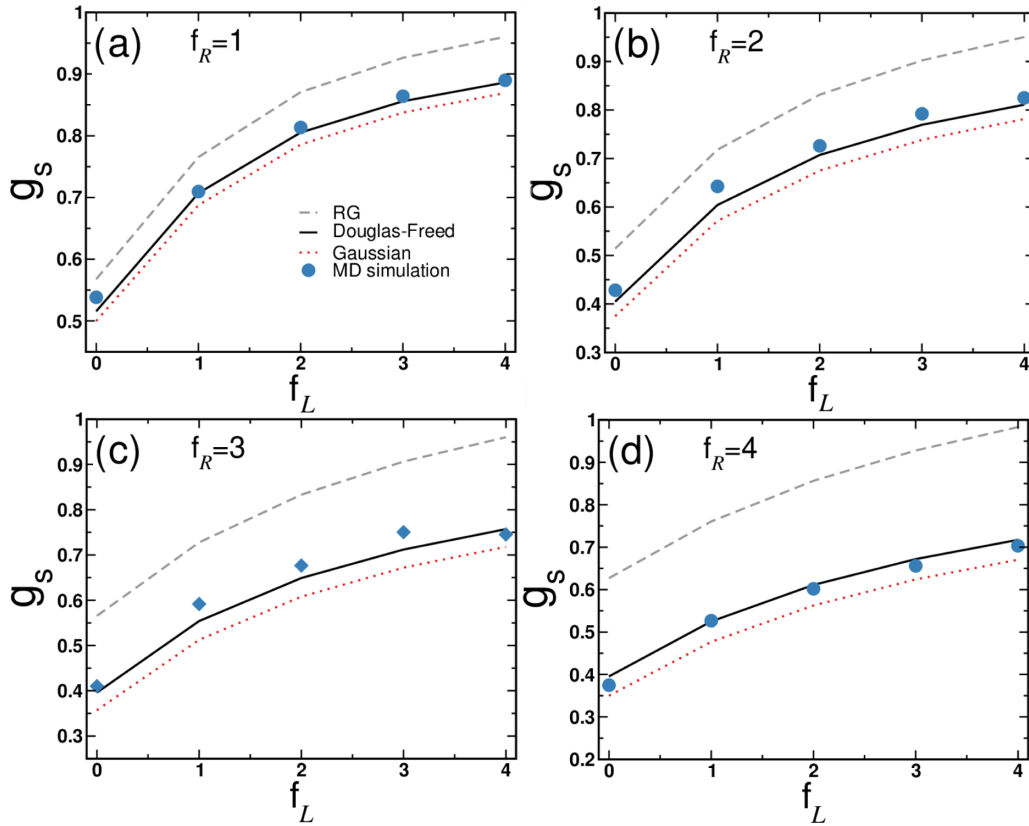 (a) f_R=1
1
0.9
0.8
0.7
0.6
0.5
g_s
RG
Douglas-Freed
Gaussian
MD simulation
0 1 2 3 4
f_L
(b) f_R=2
1
0.9
0.8
0.7
0.6
0.5
0.4
0.3
g_s
0 1 2 3 4
f_L
(c) f_R=3
1
0.9
0.8
0.7
0.6
0.5
0.4
0.3
g_s
0 1 2 3 4
f_L
(d) f_R=4
1
0.9
0.8
0.7
0.6
0.5
0.4
0.3
0.2
g_s
0 1 2 3 4
f_L